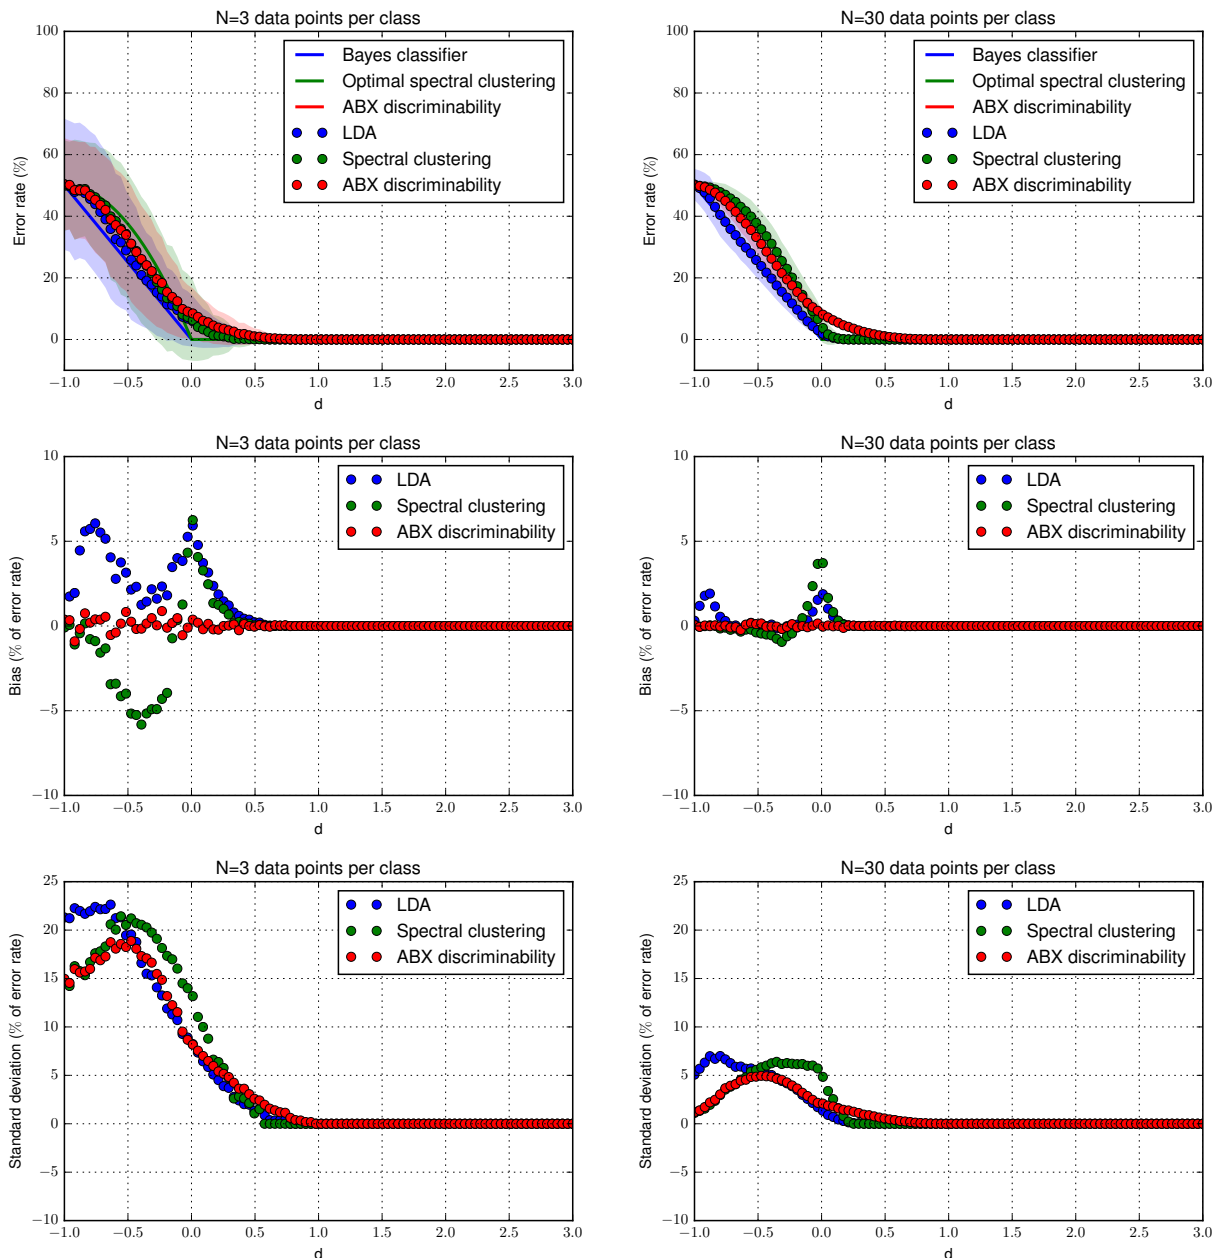 N=3 data points per class
100
80
60
40
20
0
Error rate (%)
−1.0 −0.5 0.0 0.5 1.0 1.5 2.0 2.5 3.0
d
Bayes classifier
Optimal spectral clustering
ABX discriminability
LDA
Spectral clustering
ABX discriminability
N=30 data points per class
100
80
60
40
20
0
Error rate (%)
−1.0 −0.5 0.0 0.5 1.0 1.5 2.0 2.5 3.0
d
Bayes classifier
Optimal spectral clustering
ABX discriminability
LDA
Spectral clustering
ABX discriminability
N=3 data points per class
10
5
0
−5
−10
Bias (% of error rate)
−1.0 −0.5 0.0 0.5 1.0 1.5 2.0 2.5 3.0
d
LDA
Spectral clustering
ABX discriminability
N=30 data points per class
10
5
0
−5
−10
Bias (% of error rate)
−1.0 −0.5 0.0 0.5 1.0 1.5 2.0 2.5 3.0
d
LDA
Spectral clustering
ABX discriminability
N=3 data points per class
25
20
15
10
5
0
−5
−10
Standard deviation (% of error rate)
−1.0 −0.5 0.0 0.5 1.0 1.5 2.0 2.5 3.0
d
LDA
Spectral clustering
ABX discriminability
N=30 data points per class
25
20
15
10
5
0
−5
−10
Standard deviation (% of error rate)
−1.0 −0.5 0.0 0.5 1.0 1.5 2.0 2.5 3.0
d
LDA
Spectral clustering
ABX discriminability